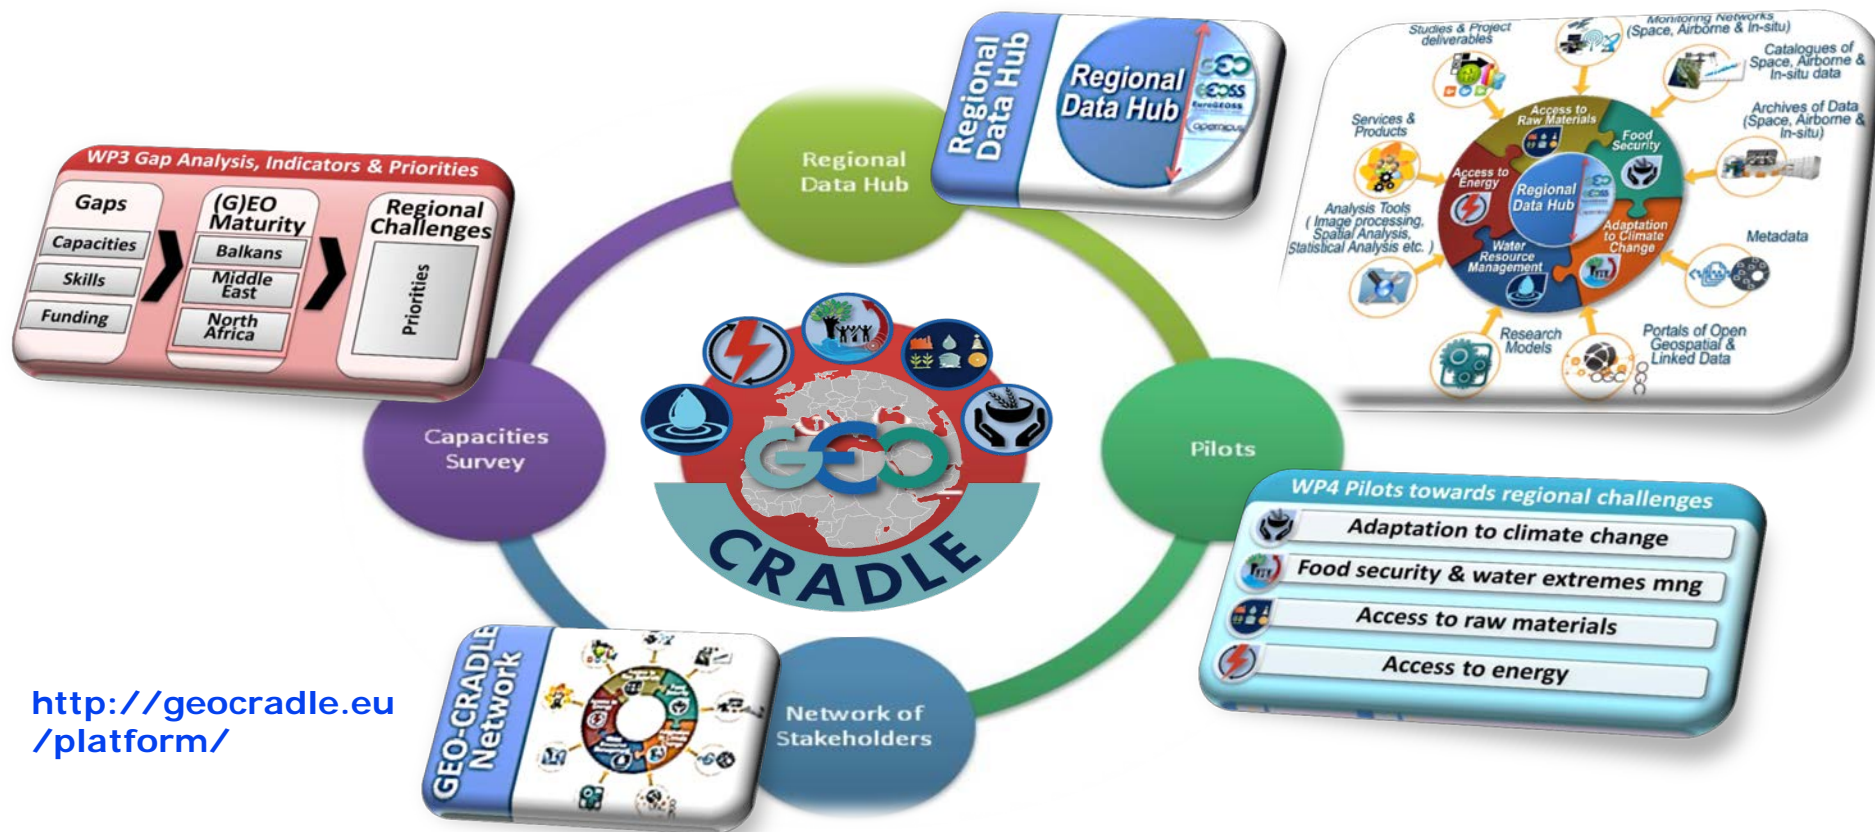 WP3 Gap Analysis, Indicators & Priorities
Gaps
Capacities
Skills
Funding
(G)EO
Maturity
Balkans
Middle
East
North
Africa
Regional
Challenges
Priorities
Regional
Data Hub
Regional
Data Hub
Regional
Data Hub
GEO
GEOSS
EuroGEOSS
opernicus
Studies & Project
deliverables
Monitoring Networks
(Space, Airborne & In-situ)
Catalogues of
Space, Airborne &
In-situ data
Archives of Data
(Space, Airborne &
In-situ)
Metadata
Portals of Open
Geospatial &
Linked Data
OGC
OGC
Research
Models
Analysis Tools
( Image processing,
Spatial Analysis,
Statistical Analysis etc. )
Services &
Products
Access to
Raw Materials
Food
Security
Adaptation
to Climate
Change
Water
Resource
Management
Access to
Energy
Regional
Data Hub
Capacities
Survey
Pilots
GEO
CRADLE
WP4 Pilots towards regional challenges
Adaptation to climate change
Food security & water extremes mng
Access to raw materials
Access to energy
GEO-CRADLE
Network
Network of
Stakeholders
http://geocradle.eu
/platform/